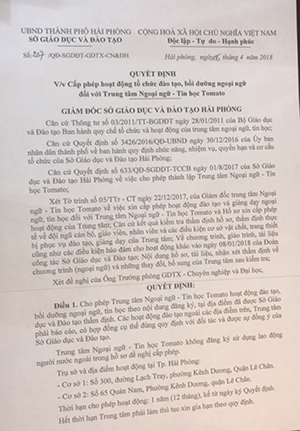 UBND THÀNH PHỐ HẢI PHÒNG
SỞ GIÁO DỤC VÀ ĐÀO TẠO
CỘNG HOÀ XÃ HỘI CHỦ NGHĨA VIỆT NAM
Độc lập - Tự do - Hạnh phúc
/QĐ-SGDĐT-GDTX-CN&ĐH
Hải phòng, tháng 4 năm 2018
QUYẾT ĐỊNH
V/v Cấp phép hoạt động tổ chức đào tạo, bồi dưỡng ngoại ngữ
đối với Trung tâm Ngoại ngữ - Tin học Tomato
GIÁM ĐỐC SỞ GIÁO DỤC VÀ ĐÀO TẠO HẢI PHÒNG
Căn cứ Thông tư số 03/2011/TT-BGDĐT ngày 28/01/2011 của Bộ Giáo dục
và Đào tạo Ban hành quy chế tổ chức và hoạt động của trung tâm ngoại ngữ, tin học;
Căn cứ Quyết định số 3426/2016/QĐ-UBND ngày 30/12/2016 của Ủy ban
nhân dân thành phố về ban hành quy định chức năng, nhiệm vụ, quyền hạn và cơ cấu
tổ chức của Sở Giáo dục và Đào tạo Hải Phòng;
Căn cứ Quyết định số 633/QĐ-SGDĐT-TCCB ngày 01/8/2017 của Sở Giáo
dục và Đào tạo Hải Phòng về việc cho phép thành lập Trung tâm Ngoại ngữ - Tin
học Tomato;
Xét Tờ trình số 05/TTr - CT ngày 22/12/2017, của Giám đốc trung tâm Ngoại
ngữ - Tin học Tomato về việc xin cấp phép hoạt động đào tạo và giảng dạy ngoại
ngữ, tin học đối với Trung tâm Ngoại ngữ - Tin học Tomato và Hồ sơ xin cấp phép
hoạt động của Trung tâm; Căn cứ kết quả kiểm tra thẩm định hồ sơ, thẩm định thực
tế về đội ngũ cán bộ, giáo viên, nhân viên và các điều kiện cơ sở vật chất, trang thiết
bị phục vụ đào tạo, giảng dạy của Trung tâm; Về chương trình, giáo trình, tài liệu
cũng như các điều kiện bảo đảm cho hoạt động khác vào ngày 08/01/2018 của Đoàn
công tác Sở Giáo dục và Đào tạo; Nội dung hồ sơ, tài liệu, nhân sự thẩm định về
chương trình (ngoại ngữ) và những thay đổi, bổ sung của Trung tâm sau kiểm tra;
Xét đề nghị của Ông Trưởng phòng GDTX - Chuyên nghiệp và Đại học,
QUYẾT ĐỊNH:
Điều 1. Cho phép Trung tâm Ngoại ngữ - Tin học Tomato hoạt động đào tạo,
bồi dưỡng ngoại ngữ, tin học theo nội dung đăng ký, tại địa điểm đã được Sở Giáo
dục và Đào tạo thẩm định. Các hoạt động đào tạo ngoài các địa điểm trên, Trung tâm
phải báo cáo, có hợp đồng cụ thể đúng quy định với đối tác và được sự đồng ý của
Sở Giáo dục và Đào tạo.
Trung tâm Ngoại ngữ - Tin học Tomato không đăng ký sử dụng lao động
người nước ngoài trong hồ sơ đề nghị cấp phép.
Trụ sở và địa điểm hoạt động tại Tp. Hải Phòng:
- Cơ sở 1: Số 300, đường Lạch Tray, phường Kênh Dương, Quận Lê Chân.
- Cơ sở 2: Số 65 Quán Nam, Phường Kênh Dương, quận Lê Chân.
Thời hạn cho phép hoạt động: 1 năm (12 tháng), kể từ ngày ký Quyết định.
Hết thời hạn Trung tâm phải làm thủ tục xin gia hạn theo quy định.